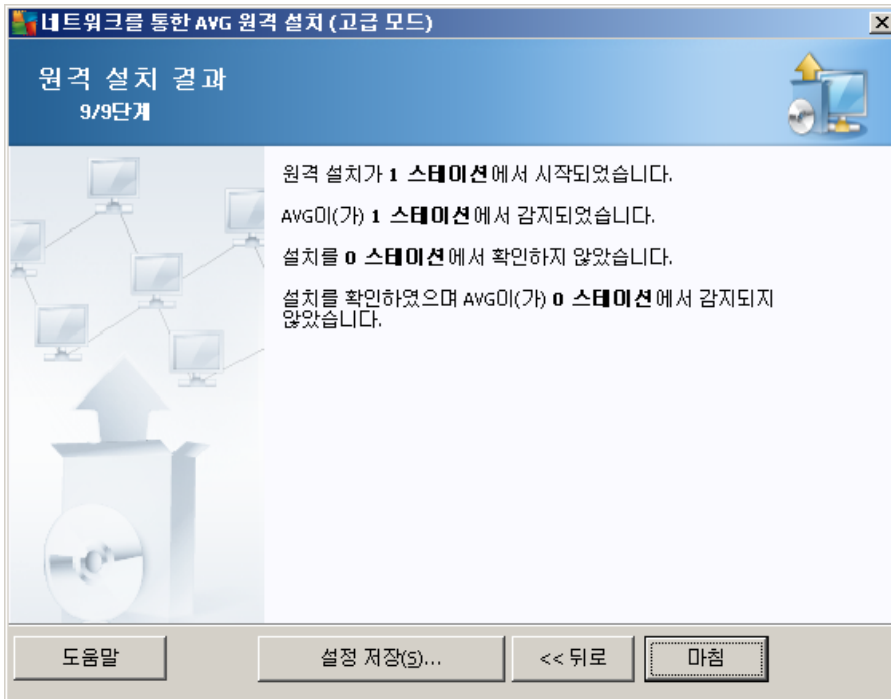 네트워크를 통한 AVG 원격 설치 (고급 모드)
원격 설치 결과
9/9단계
원격 설치가 1 스테이션에서 시작되었습니다.
AVG이(가) 1 스테이션에서 감지되었습니다.
설치를 0 스테이션에서 확인하지 않았습니다.
설치를 확인하였으며 AVG이(가) 0 스테이션에서 감지되지
않았습니다.
도움말
설정 저장(S)...
<< 뒤로
마침